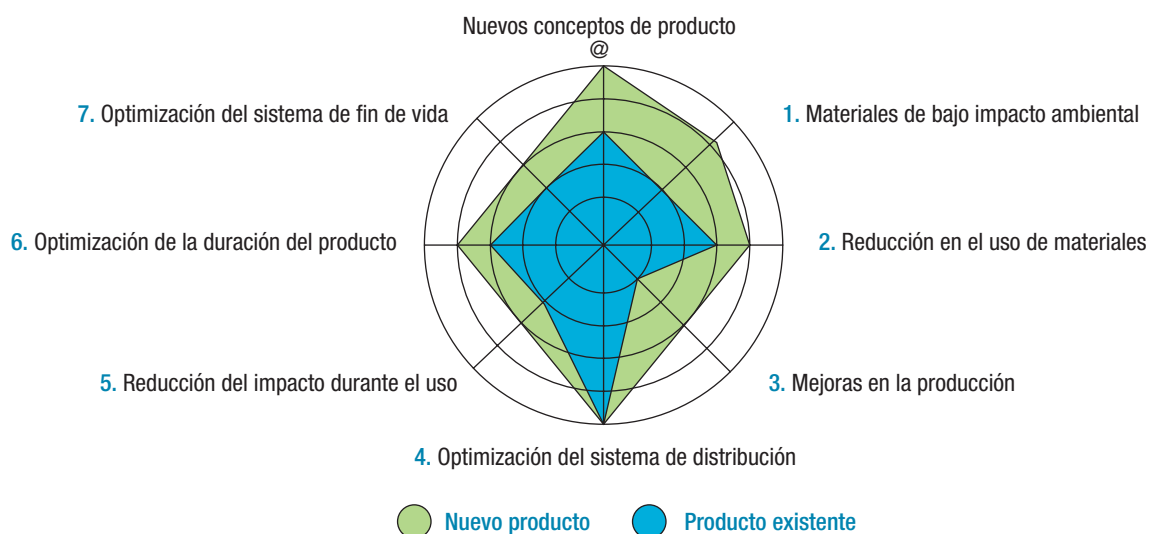 Nuevos conceptos de producto
@
7. Optimización del sistema de fin de vida
1. Materiales de bajo impacto ambiental
6. Optimización de la duración del producto
2. Reducción en el uso de materiales
5. Reducción del impacto durante el uso
3. Mejoras en la producción
4. Optimización del sistema de distribución
Nuevo producto
Producto existente